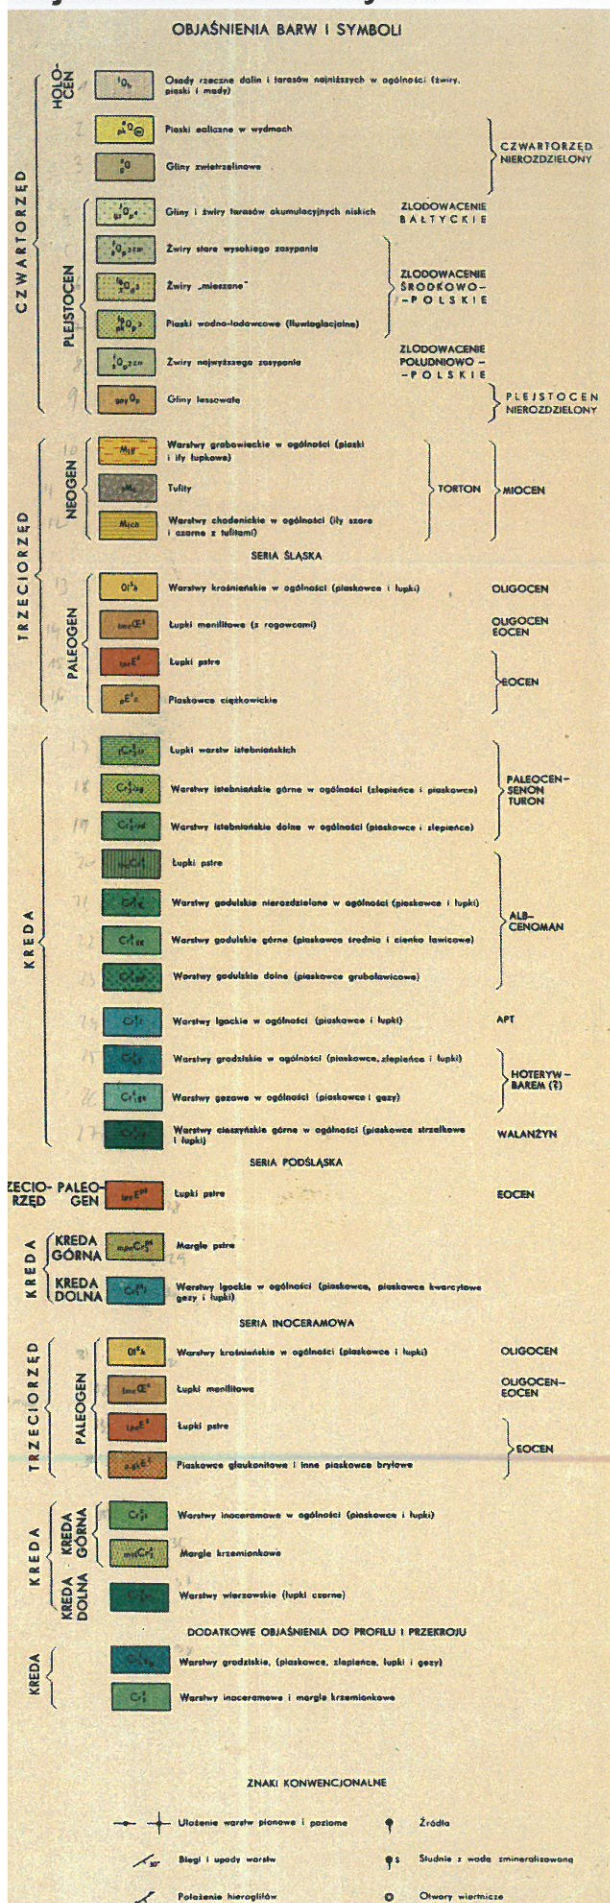 OBJAŚNIENIA BARW I SYMBOLI
HOLO-
CEN
Osady rzeczne dolin i tarasów najniższych w ogólności (żwiry,
piaski i mady)
CZWARTORZĘD
Piaski eoliczne w wydmach
Gliny zwietrzelinowe
CZWARTORZĘD
NIEROZDZIELONY
PLEJSTOCEN
Gliny i żwiry tarasów akumulacyjnych niskich
ZLODOWACENIE
BAŁTYCKIE
Żwiry stare wysokiego zasypania
Żwiry „mieszane"
Piaski wodno-lodowcowe (fluwioglacjalne)
ZLODOWACENIE
ŚRODKOWO-
-POLSKIE
Żwiry najwyższego zasypania
ZLODOWACENIE
POŁUDNIOWO-
-POLSKIE
Gliny lessowate
PLEJSTOCEN
NIEROZDZIELONY
TRZECIORZĘD
NEOGEN
Warstwy grabowieckie w ogólności (piaski
i iły łupkowe)
Tufity
Warstwy chodenickie w ogólności (iły szare
i czarne z tufitami)
TORTON
MIOCEN
SERIA ŚLĄSKA
PALEOGEN
Warstwy krośnieńskie w ogólności (piaskowce i łupki)
OLIGOCEN
Łupki menilitowe (z rogowcami)
OLIGOCEN
EOCEN
Łupki pstre
Piaskowce ciężkowickie
EOCEN
KREDA
Łupki warstw istebniańskich
Warstwy istebniańskie górne w ogólności (zlepieńce i piaskowce)
Warstwy istebniańskie dolne w ogólności (piaskowce i zlepieńce)
PALEOCEN-
SENON
TURON
Łupki pstre
Warstwy godulskie nierozdzielone w ogólności (piaskowce i łupki)
Warstwy godulskie górne (piaskowce średnio i cienko ławicowe)
Warstwy godulskie dolne (piaskowce gruboławicowe)
ALB-
CENOMAN
Warstwy lgockie w ogólności (piaskowce i łupki)
APT
Warstwy grodziskie w ogólności (piaskowce, zlepieńce i łupki)
Warstwy gezowe w ogólności (piaskowce i gezy)
HOTERYW-
BAREM (?)
Warstwy cieszyńskie górne w ogólności (piaskowce strzałkowe
i łupki)
WALANŻYN
SERIA PODŚLĄSKA
ZECIO-
RZĘD
PALEO-
GEN
Łupki pstre
EOCEN
KREDA
KREDA
GÓRNA
Margle pstre
KREDA
DOLNA
Warstwy lgockie w ogólności (piaskowce, piaskowce kwarcytowe
gezy i łupki)
SERIA INOCERAMOWA
TRZECIORZĘD
PALEOGEN
Warstwy krośnieńskie w ogólności (piaskowce i łupki)
OLIGOCEN
Łupki menilitowe
OLIGOCEN-
EOCEN
Łupki pstre
Piaskowce glaukonitowe i inne piaskowce bryłowe
EOCEN
KREDA
KREDA
GÓRNA
Warstwy inoceramowe w ogólności (piaskowce i łupki)
Margle krzemionkowe
KREDA
DOLNA
Warstwy wierzowskie (łupki czarne)
DODATKOWE OBJAŚNIENIA DO PROFILU I PRZEKROJU
KREDA
Warstwy grodziskie, (piaskowce, zlepieńce, łupki i gezy)
Warstwy inoceramowe i margle krzemionkowe
ZNAKI KONWENCJONALNE
Ułożenie warstw pionowe i poziome
Źródła
Biegi i upady warstw
Studnie z wodą zmineralizowaną
Położenie hieroglifów
Otwory wiertnicze